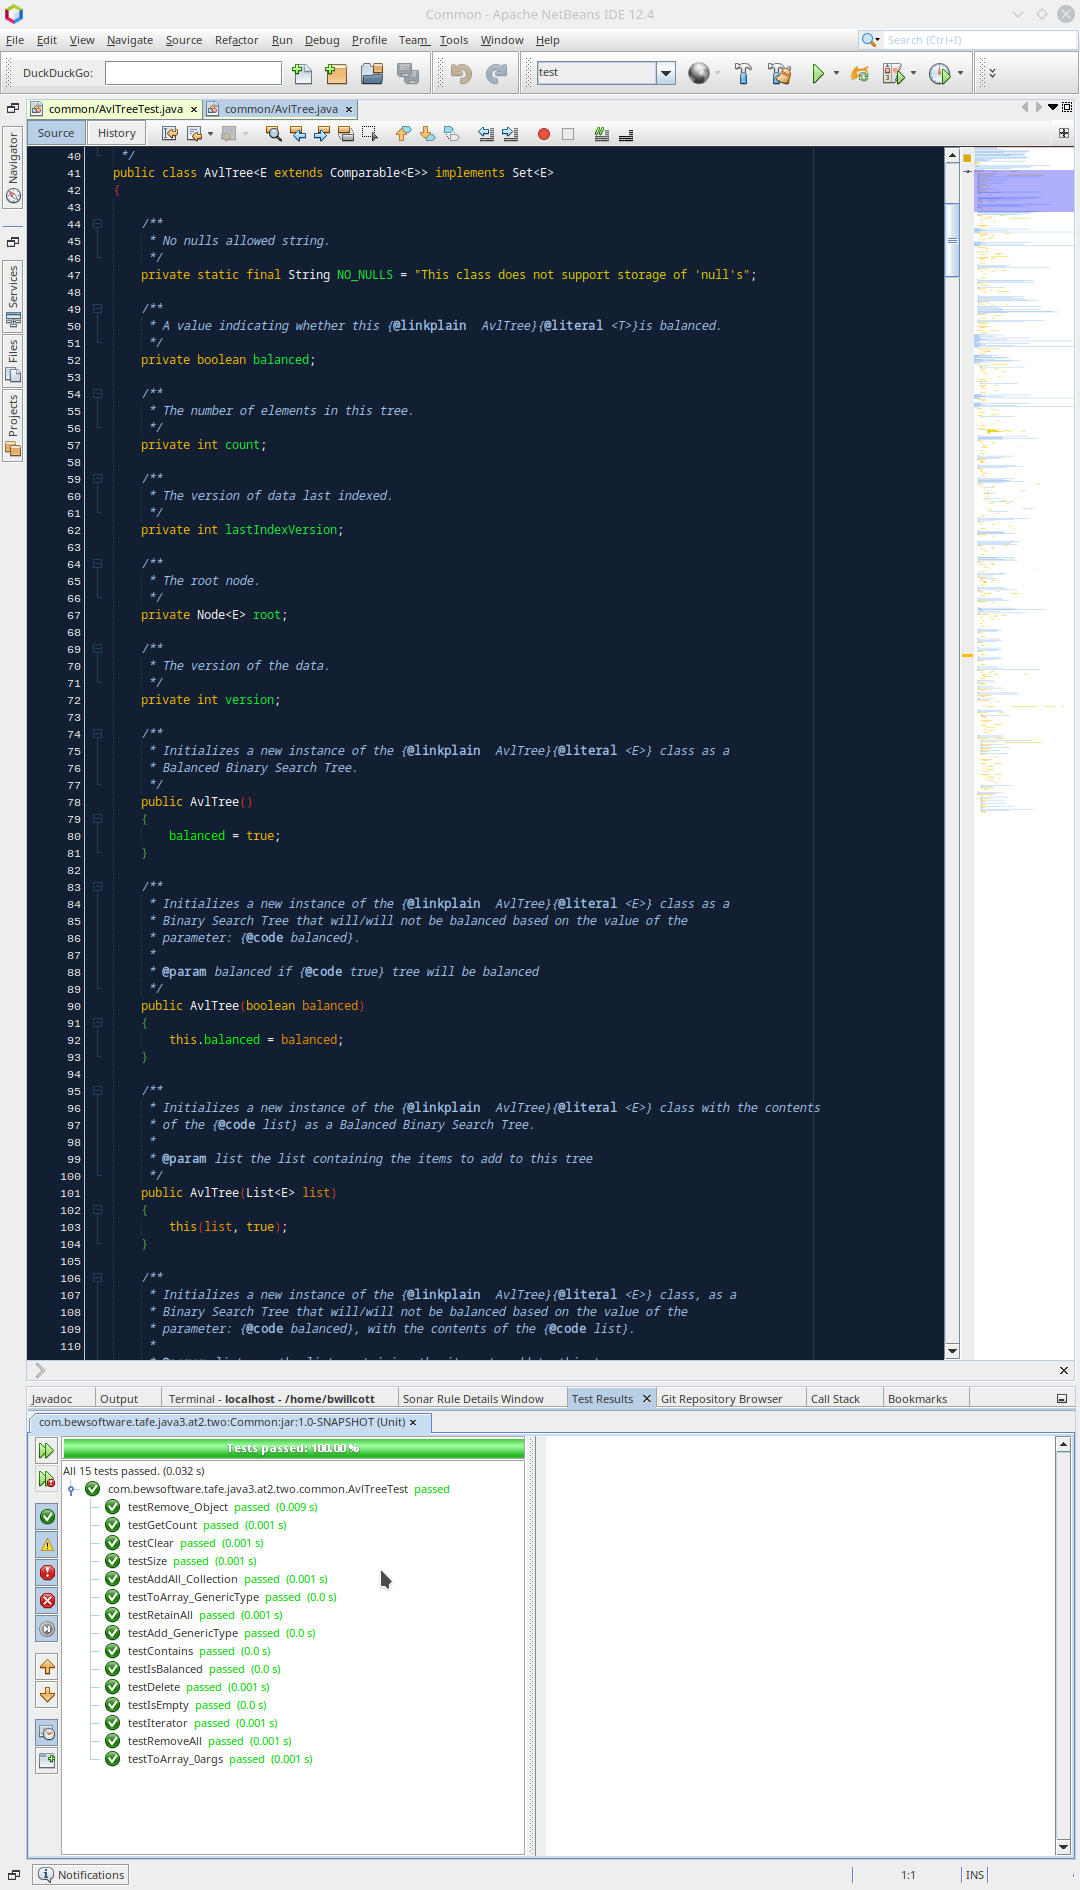 Common - Apache NetBeans IDE 12.4
File Edit View Navigate Source Refactor Run Debug Profile Team Tools Window Help
Search (Ctrl+I)
DuckDuckGo:
test
common/AvlTreeTest.java
common/AvlTree.java
Source
History
Navigator
Services
Files
Projects
40 */
41 public class AvlTree<E extends Comparable<E>> implements Set<E>
42 {
43
44 /**
45 * No nulls allowed string.
46 */
47 private static final String NO_NULLS = "This class does not support storage of 'null's";
48
49 /**
50 * A value indicating whether this {@linkplain  AvlTree}{@literal <T>}is balanced.
51 */
52 private boolean balanced;
53
54 /**
55 * The number of elements in this tree.
56 */
57 private int count;
58
59 /**
60 * The version of data last indexed.
61 */
62 private int lastIndexVersion;
63
64 /**
65 * The root node.
66 */
67 private Node<E> root;
68
69 /**
70 * The version of the data.
71 */
72 private int version;
73
74 /**
75 * Initializes a new instance of the {@linkplain  AvlTree}{@literal <E>} class as a
76 * Balanced Binary Search Tree.
77 */
78 public AvlTree()
79 {
80 balanced = true;
81 }
82
83 /**
84 * Initializes a new instance of the {@linkplain  AvlTree}{@literal <E>} class as a
85 * Binary Search Tree that will/will not be balanced based on the value of the
86 * parameter: {@code balanced}.
87 *
88 * @param balanced if {@code true} tree will be balanced
89 */
90 public AvlTree(boolean balanced)
91 {
92 this.balanced = balanced;
93 }
94
95 /**
96 * Initializes a new instance of the {@linkplain  AvlTree}{@literal <E>} class with the contents
97 * of the {@code list} as a Balanced Binary Search Tree.
98 *
99 * @param list the list containing the items to add to this tree
100 */
101 public AvlTree(List<E> list)
102 {
103 this(list, true);
104 }
105
106 /**
107 * Initializes a new instance of the {@linkplain  AvlTree}{@literal <E>} class, as a
108 * Binary Search Tree that will/will not be balanced based on the value of the
109 * parameter: {@code balanced}, with the contents of the {@code list}.
110 *
Javadoc
Output
Terminal - localhost - /home/bwillcott
Sonar Rule Details Window
Test Results
Git Repository Browser
Call Stack
Bookmarks
com.bewsoftware.tafe.java3.at2.two:Common:jar:1.0-SNAPSHOT (Unit)
Tests passed: 100.00 %
All 15 tests passed. (0.032 s)
com.bewsoftware.tafe.java3.at2.two.common.AvlTreeTest passed
testRemove_Object passed (0.009 s)
testGetCount passed (0.001 s)
testClear passed (0.001 s)
testSize passed (0.001 s)
testAddAll_Collection passed (0.001 s)
testToArray_GenericType passed (0.0 s)
testRetainAll passed (0.001 s)
testAdd_GenericType passed (0.0 s)
testContains passed (0.0 s)
testIsBalanced passed (0.0 s)
testDelete passed (0.001 s)
testIsEmpty passed (0.0 s)
testIterator passed (0.001 s)
testRemoveAll passed (0.001 s)
testToArray_0args passed (0.001 s)
Notifications
1:1
INS